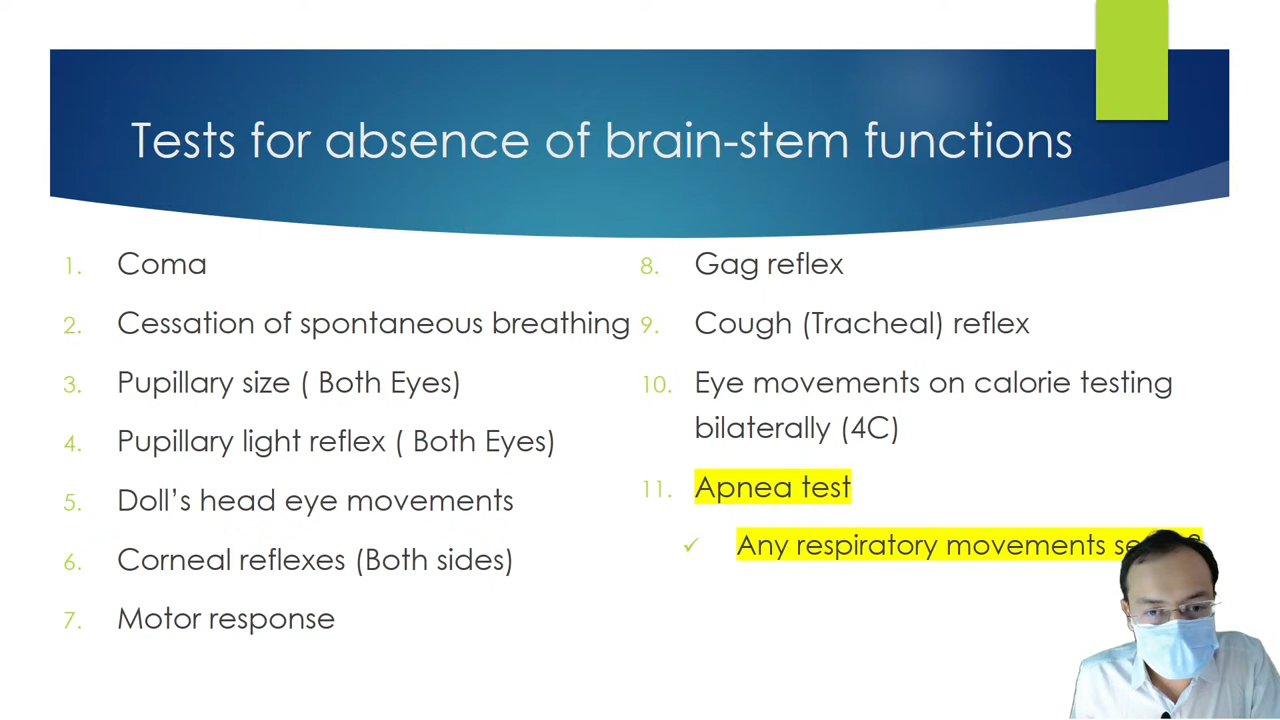 Tests for absence of brain-stem functions
1. Coma
2. Cessation of spontaneous breathing
3. Pupillary size ( Both Eyes)
4. Pupillary light reflex ( Both Eyes)
5. Doll's head eye movements
6. Corneal reflexes (Both sides)
7. Motor response
8. Gag reflex
9. Cough (Tracheal) reflex
10. Eye movements on calorie testing
bilaterally (4C)
11. Apnea test
✓ Any respiratory movements